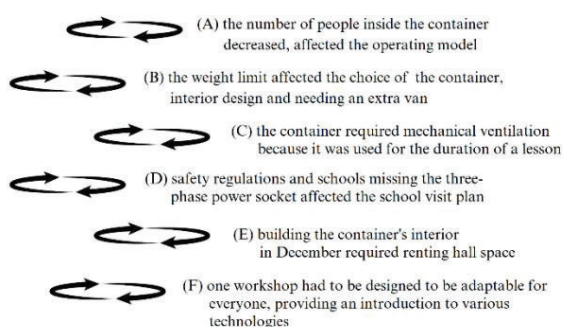 (A) the number of people inside the container
decreased, affected the operating model
(B) the weight limit affected the choice of the container,
interior design and needing an extra van
(C) the container required mechanical ventilation
because it was used for the duration of a lesson
(D) safety regulations and schools missing the three-
phase power socket affected the school visit plan
(E) building the container's interior
in December required renting hall space
(F) one workshop had to be designed to be adaptable for
everyone, providing an introduction to various
technologies